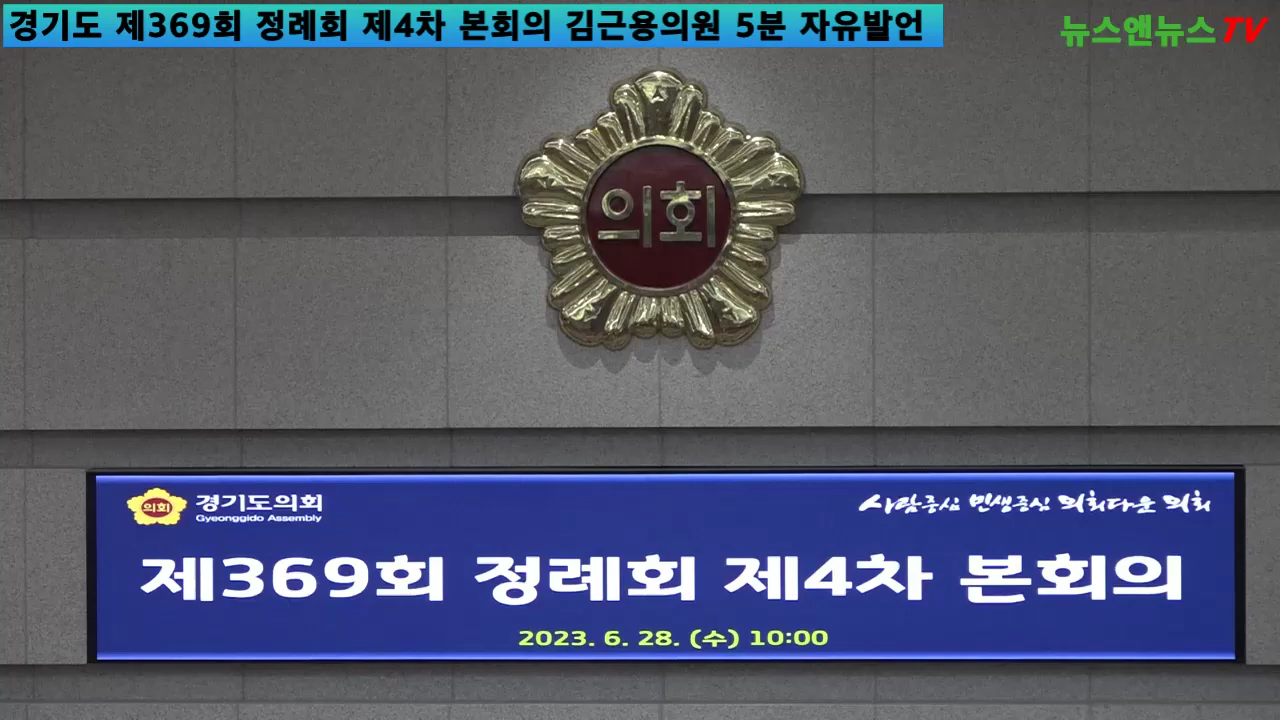 경기도 제369회 정례회 제4차 본회의 김근용의원 5분 자유발언
뉴스앤뉴스TV
의회
의회
경기도의회
Gyeonggido Assembly
사람중심 민생중심 의회다운 의회
제369회 정례회 제4차 본회의
2023. 6. 28. (수) 10:00